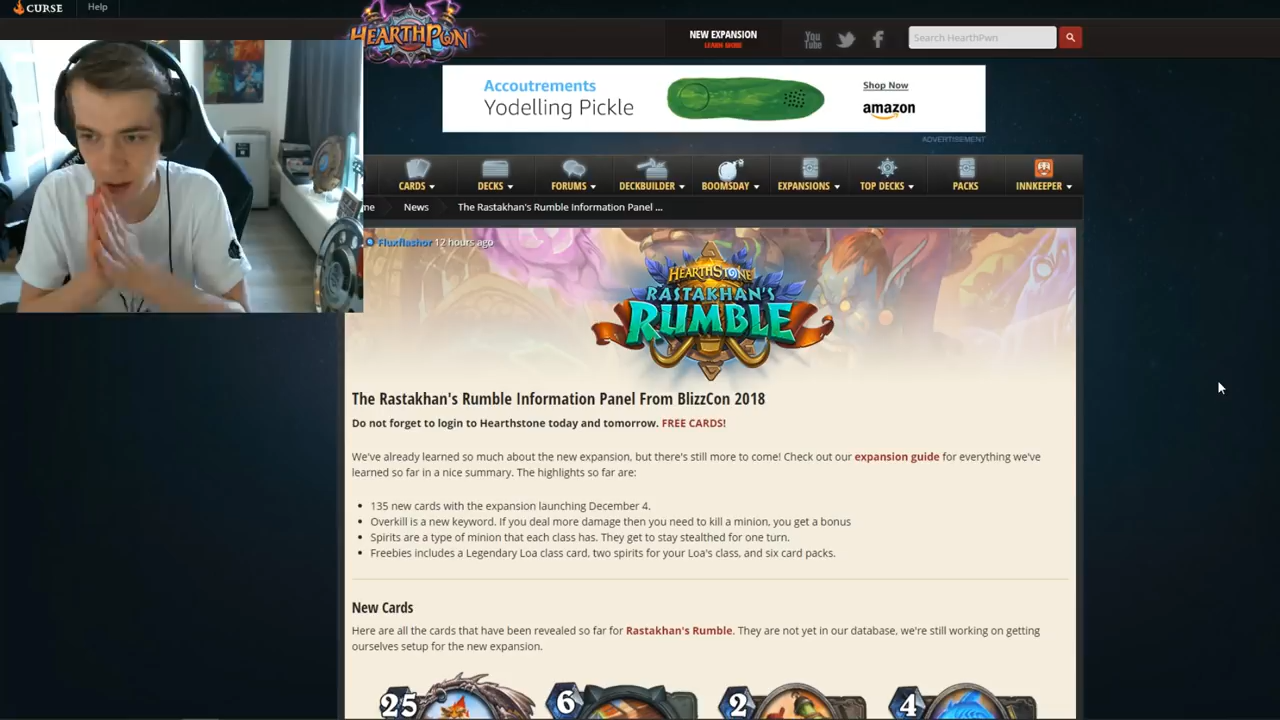 CURSE
Help
HEARTHPWN
NEW EXPANSION
LEARN MORE
You
Tube
Search HearthPwn
Accoutrements
Yodelling Pickle
Shop Now
amazon
ADVERTISEMENT
CARDS
DECKS
FORUMS
DECKBUILDER
BOOMSDAY
EXPANSIONS
TOP DECKS
PACKS
INNKEEPER
me
News
The Rastakhan's Rumble Information Panel ...
Fluxflashor 12 hours ago
HEARTHSTONE
RASTAKHAN'S
RUMBLE
The Rastakhan's Rumble Information Panel From BlizzCon 2018
Do not forget to login to Hearthstone today and tomorrow. FREE CARDS!
We've already learned so much about the new expansion, but there's still more to come! Check out our expansion guide for everything we've
learned so far in a nice summary. The highlights so far are:
• 135 new cards with the expansion launching December 4.
• Overkill is a new keyword. If you deal more damage then you need to kill a minion, you get a bonus
• Spirits are a type of minion that each class has. They get to stay stealthed for one turn.
• Freebies includes a Legendary Loa class card, two spirits for your Loa's class, and six card packs.
New Cards
Here are all the cards that have been revealed so far for Rastakhan's Rumble. They are not yet in our database, we're still working on getting
ourselves setup for the new expansion.
25
6
2
4